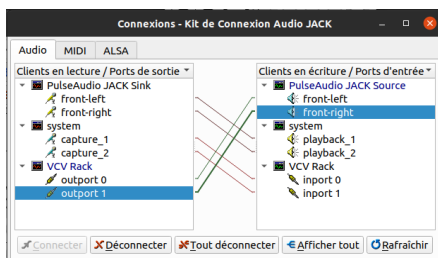 Connexions - Kit de Connexion Audio JACK
Audio MIDI ALSA
Clients en lecture / Ports de sortie
PulseAudio JACK Sink
front-left
front-right
system
capture_1
capture_2
VCV Rack
outport 0
outport 1
Clients en écriture / Ports d'entrée
PulseAudio JACK Source
front-left
front-right
system
playback_1
playback_2
VCV Rack
inport 0
inport 1
Connecter Déconnecter Tout déconnecter Afficher tout Rafraîchir